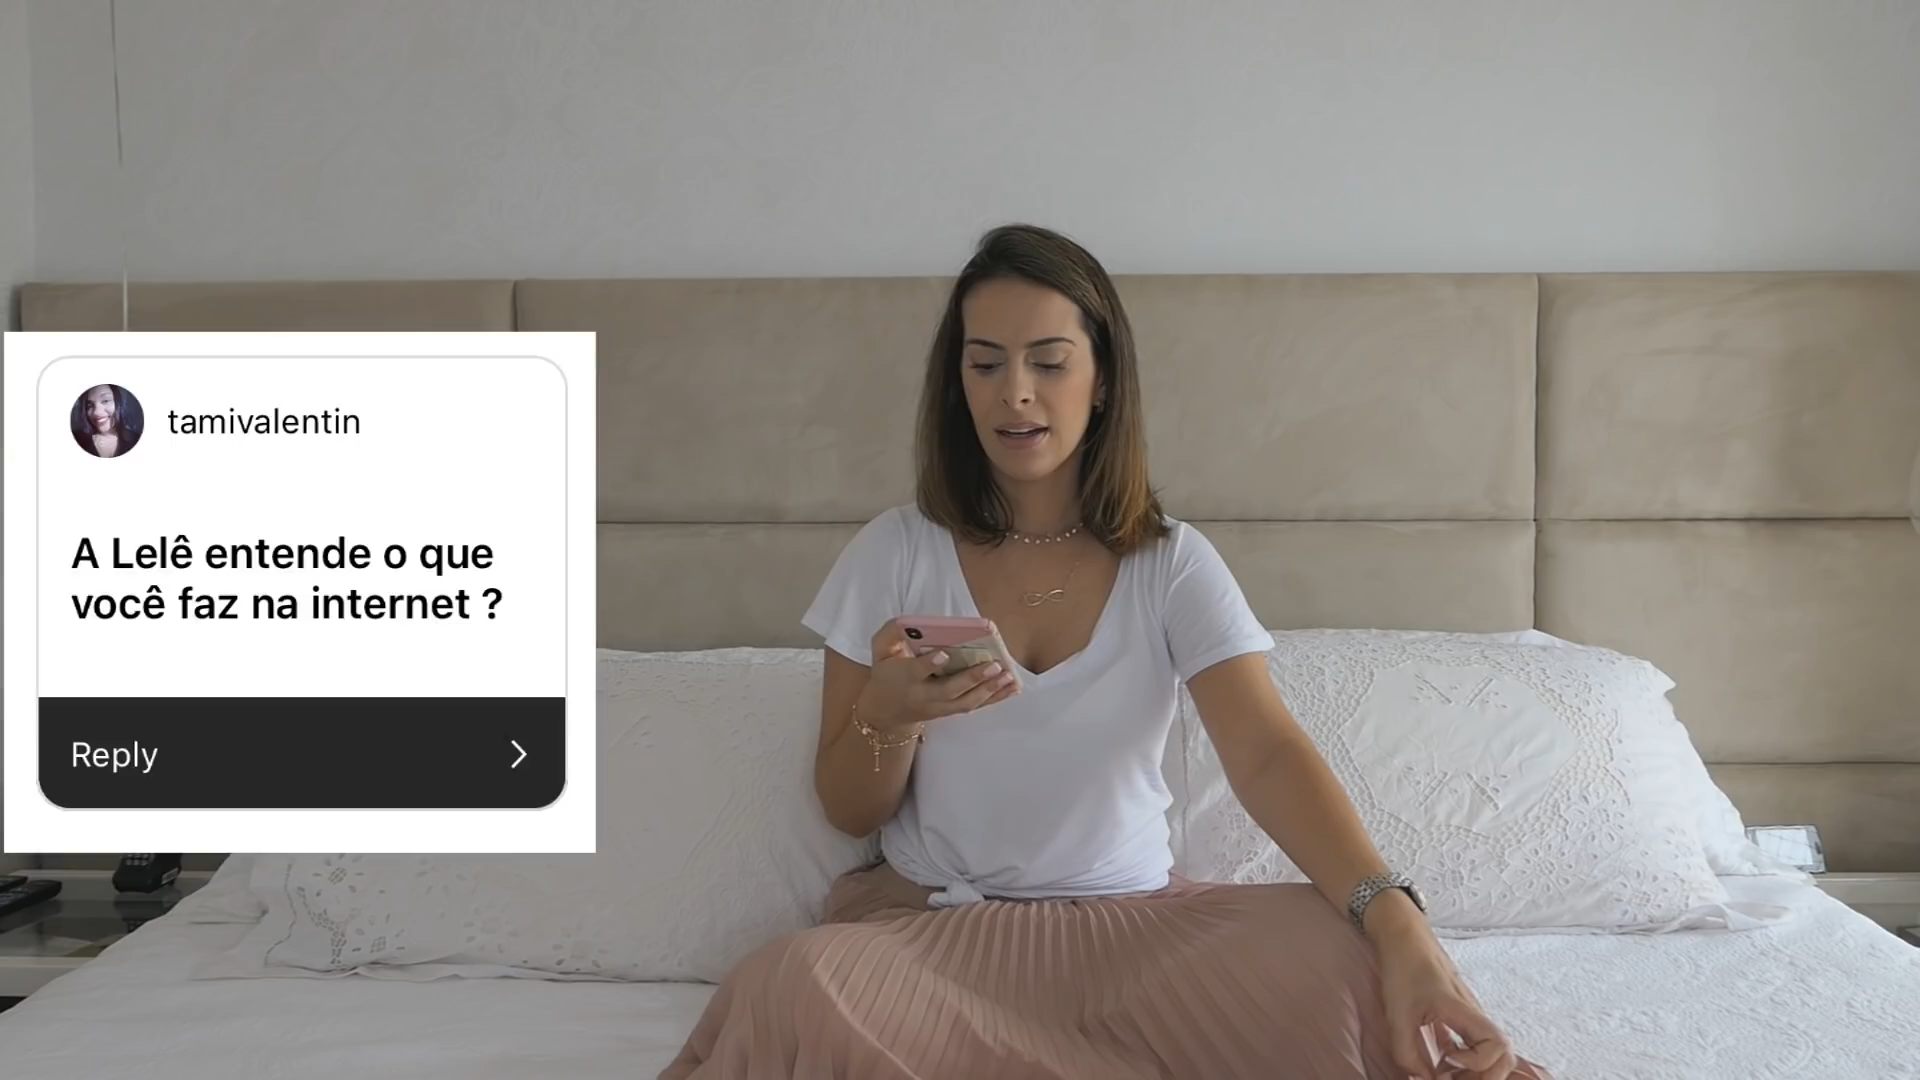 tamivalentin
A Lelê entende o que
você faz na internet ?
Reply